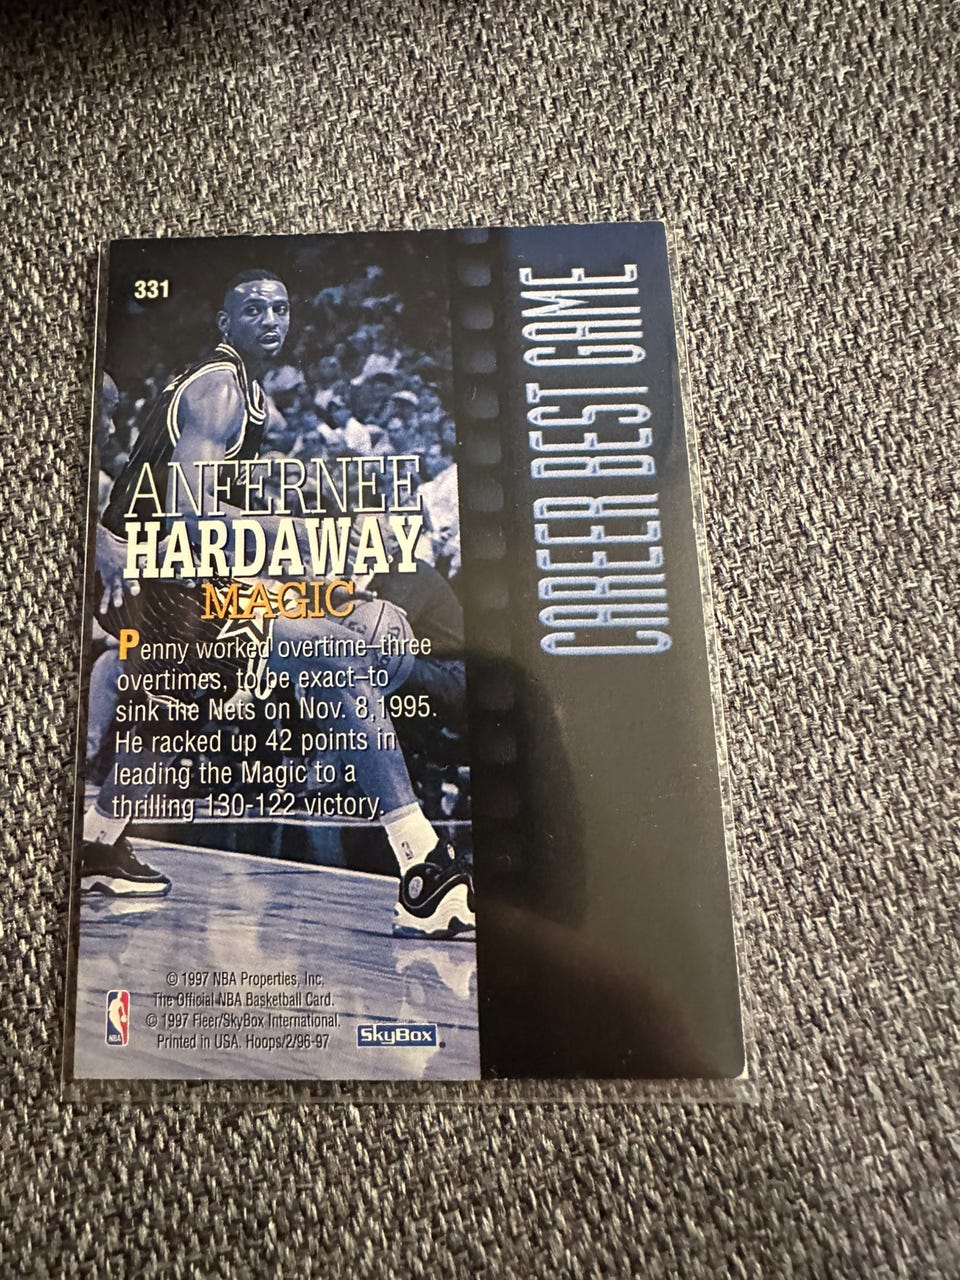 331
CAREER BEST GAME
ANFERNEE
HARDAWAY
MAGIC
Penny worked overtime–three
overtimes, to be exact–to
sink the Nets on Nov. 8,1995.
He racked up 42 points in
leading the Magic to a
thrilling 130-122 victory.
© 1997 NBA Properties, Inc.
The Official NBA Basketball Card.
© 1997 Fleer/SkyBox International.
Printed in USA. Hoops/2/96-97
NBA
SkyBox